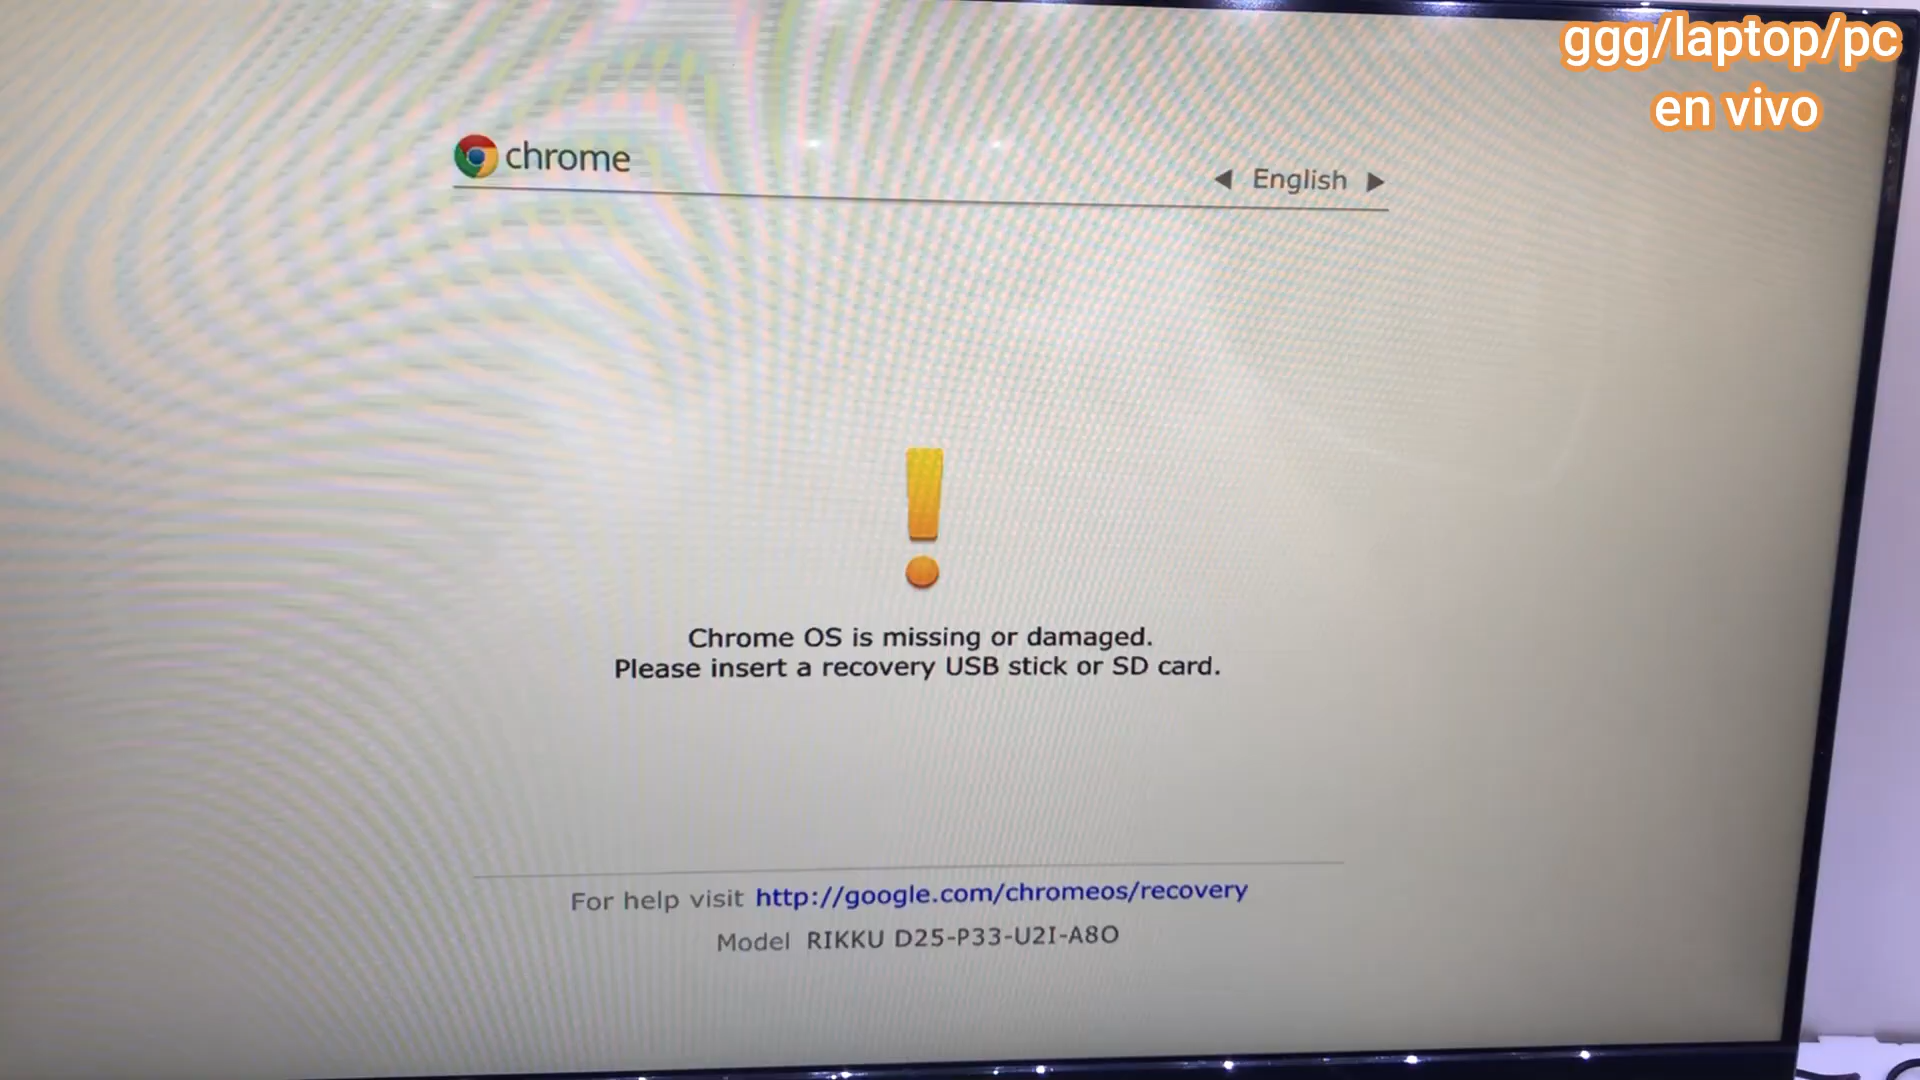 ggg/laptop/pc
en vivo
chrome
English
Chrome OS is missing or damaged.
Please insert a recovery USB stick or SD card.
For help visit http://google.com/chromeos/recovery
Model RIKKU D25-P33-U2I-A8O